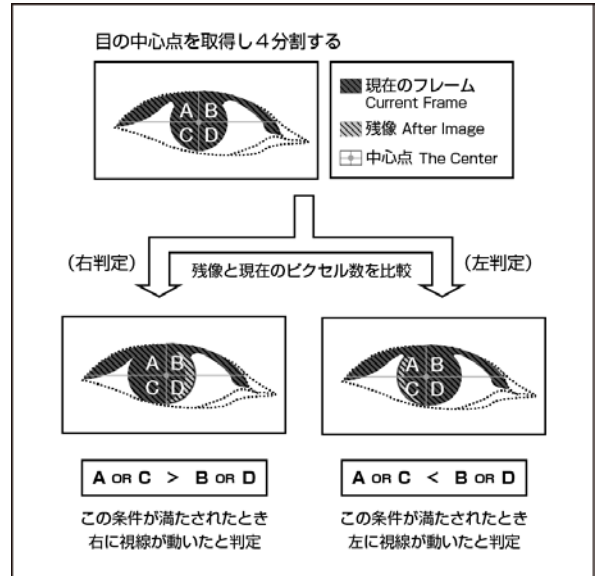 目の中心点を取得し4分割する
A B
C D
現在のフレーム
Current Frame
残像 After Image
中心点 The Center
(右判定)
残像と現在のピクセル数を比較
(左判定)
A B
C D
A B
C D
A OR C > B OR D
A OR C < B OR D
この条件が満たされたとき
右に視線が動いたと判定
この条件が満たされたとき
左に視線が動いたと判定